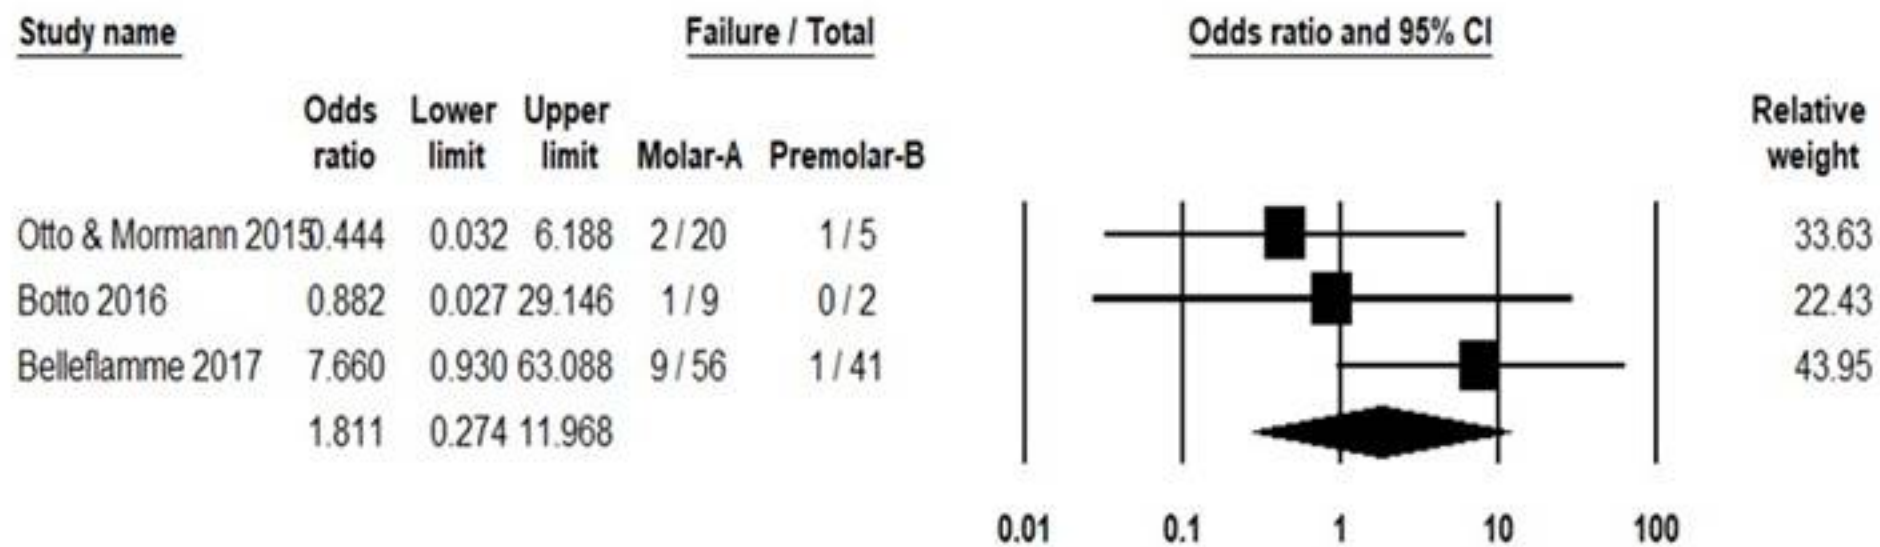 Study name Failure / Total Odds ratio and 95% CI
Odds Lower Upper Relative
ratio limit limit Molar-A Premolar-B weight
Otto & Mormann 2015 0.444 0.032 6.188 2 / 20 1 / 5 33.63
Botto 2016 0.882 0.027 29.146 1 / 9 0 / 2 22.43
Belleflamme 2017 7.660 0.930 63.088 9 / 56 1 / 41 43.95
1.811 0.274 11.968
0.01 0.1 1 10 100